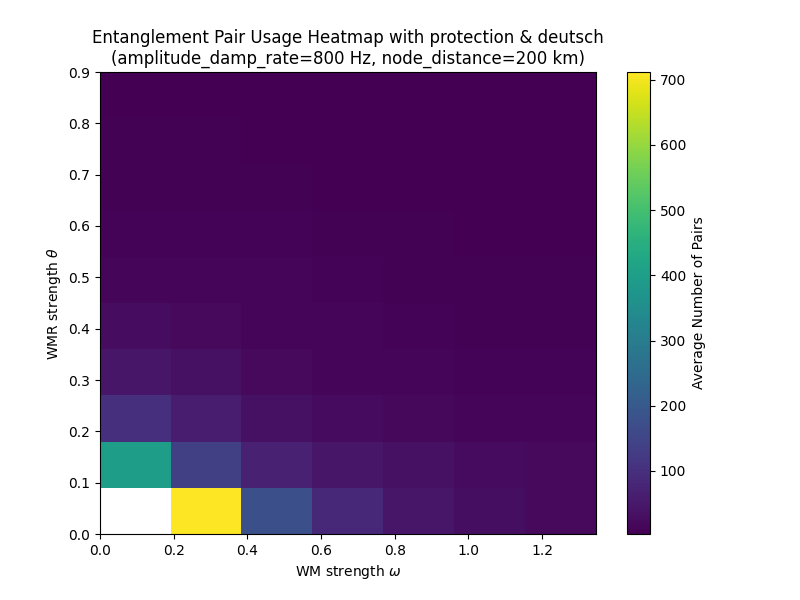 Entanglement Pair Usage Heatmap with protection & deutsch
(amplitude_damp_rate=800 Hz, node_distance=200 km)
0.9
0.8
0.7
0.6
0.5
0.4
0.3
0.2
0.1
0.0
WMR strength θ
0.0 0.2 0.4 0.6 0.8 1.0 1.2
WM strength ω
700
600
500
400
300
200
100
Average Number of Pairs